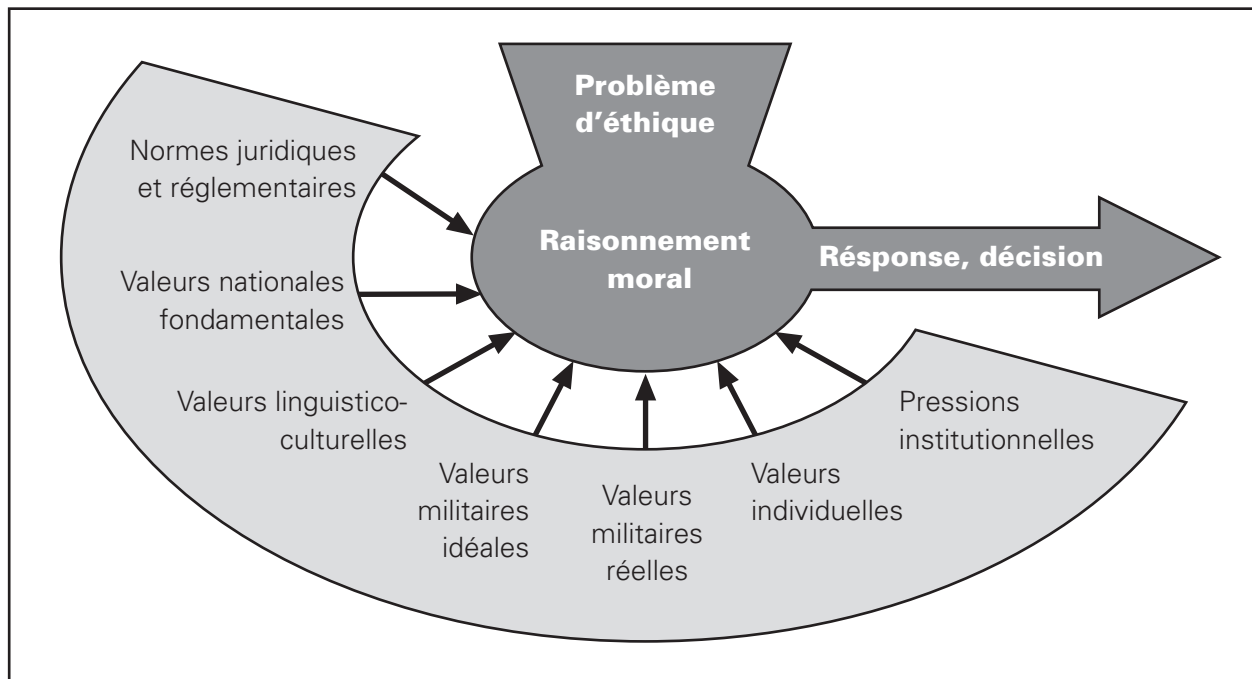 Problème
d'éthique
Raisonnement
moral
Résponse, décision
Normes juridiques
et réglementaires
Valeurs nationales
fondamentales
Valeurs linguistico-
culturelles
Valeurs
militaires
idéales
Valeurs
militaires
réelles
Valeurs
individuelles
Pressions
institutionnelles